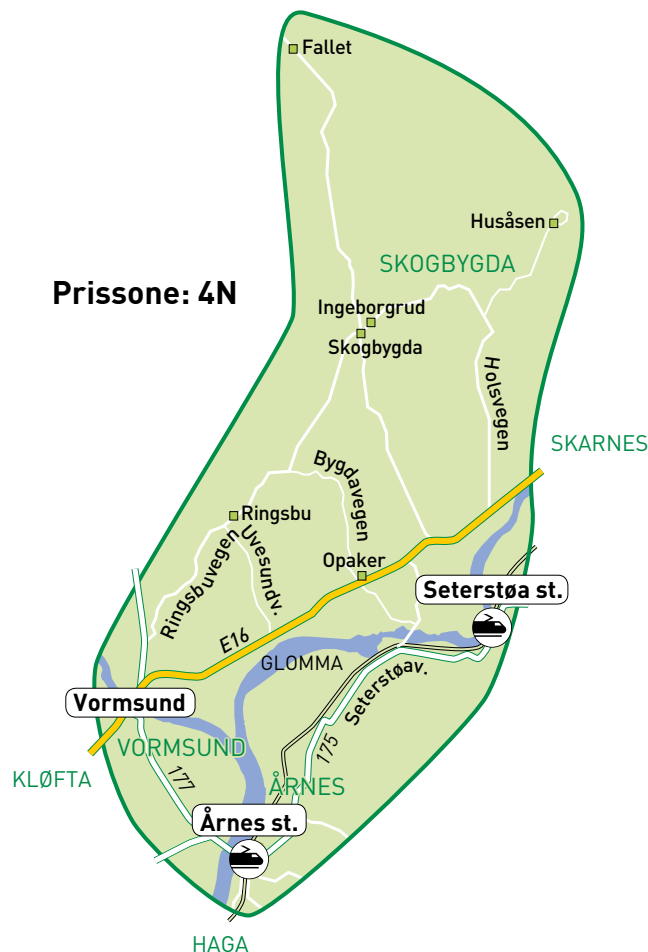 Fallet
Husåsen
SKOGBYGDA
Prissone: 4N
Ingeborgrud
Skogbygda
Holsvegen
SKARNES
Bygdavegen
Ringsbu
Uvesundv.
Ringsbuvegen
Opaker
Seterstøa st.
E16
GLOMMA
Seterstøav.
Vormsund
VORMSUND
175
KLØFTA
177
ÅRNES
Årnes st.
HAGA